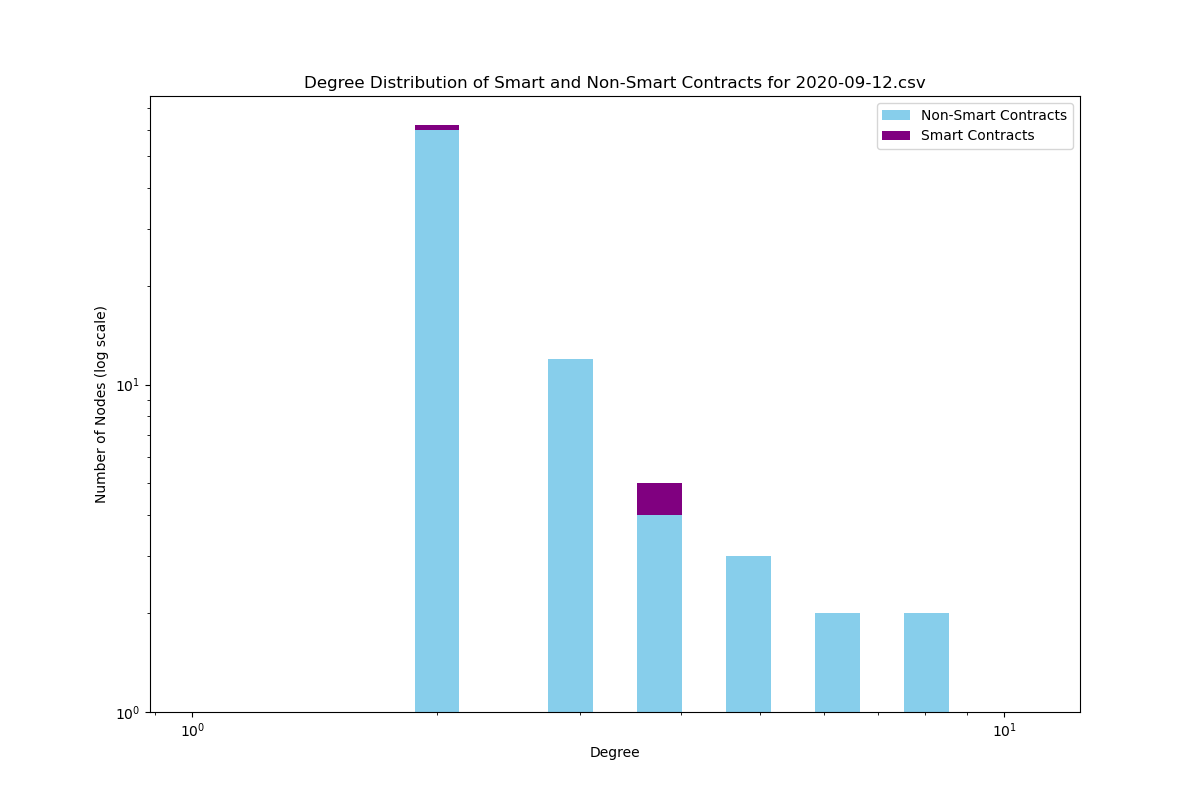 Degree Distribution of Smart and Non-Smart Contracts for 2020-09-12.csv
Non-Smart Contracts
Smart Contracts
Number of Nodes (log scale)
10¹
10⁰
10⁰ 10¹
Degree